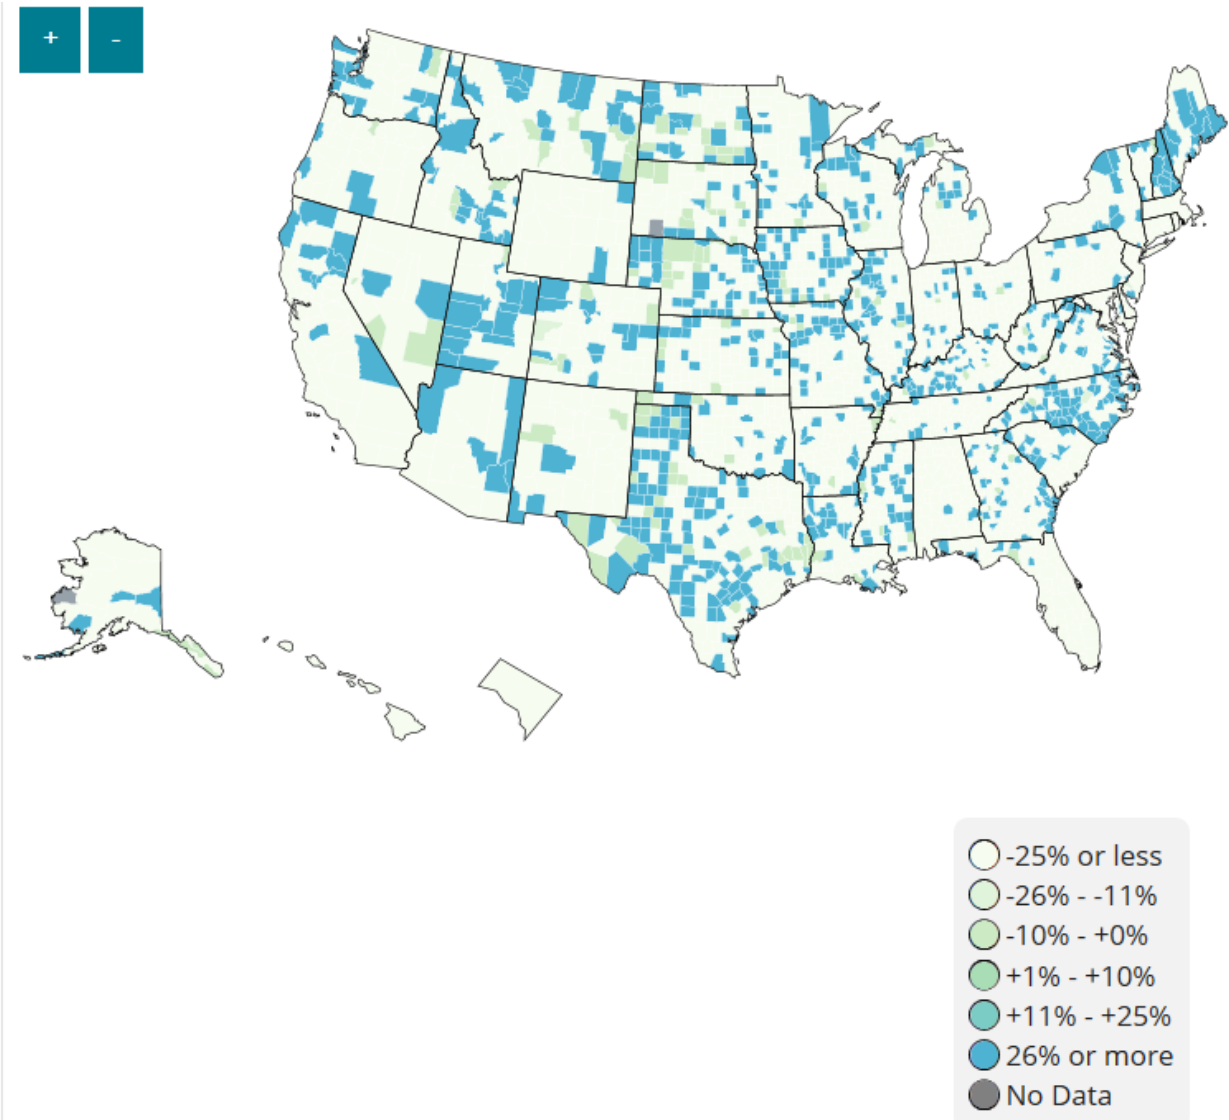 + -
-25% or less
-26% - -11%
-10% - +0%
+1% - +10%
+11% - +25%
26% or more
No Data